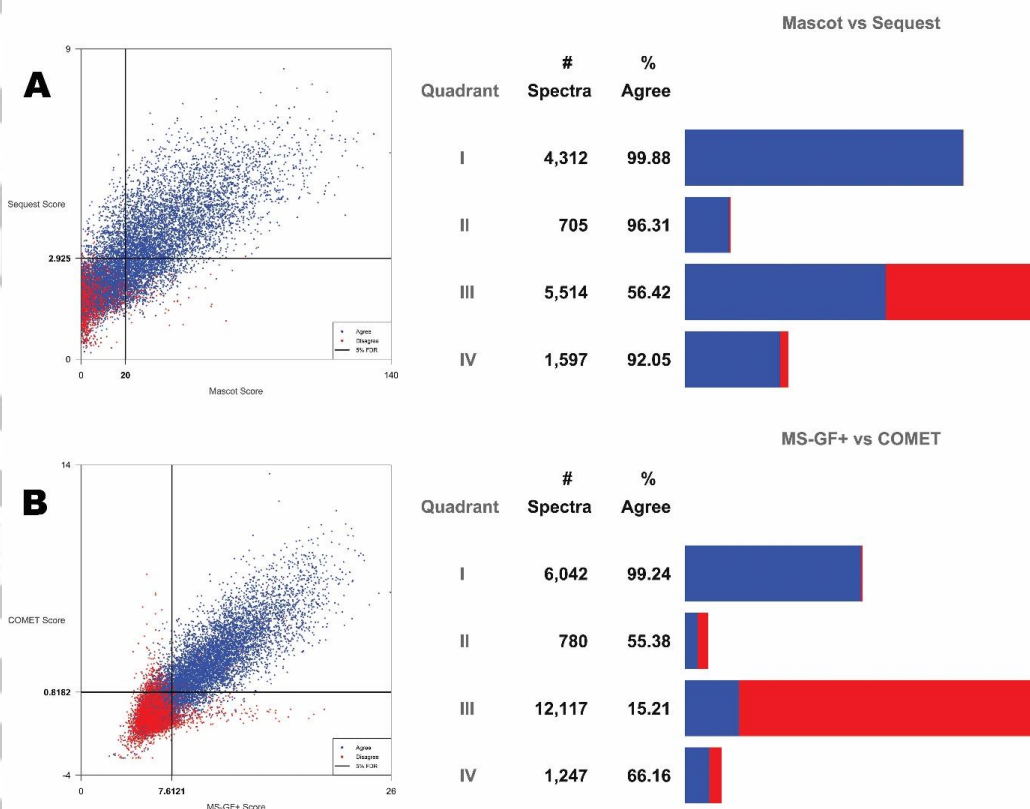 Mascot vs Sequest
A
9
Sequest Score
2.925
0
0 20 140
Mascot Score
Agree
Disagree
5% FDR
# %
Quadrant Spectra Agree
I 4,312 99.88
II 705 96.31
III 5,514 56.42
IV 1,597 92.05
MS-GF+ vs COMET
B
14
COMET Score
0.8182
-4
0 7.6121 26
MS-GF+ Score
Agree
Disagree
5% FDR
# %
Quadrant Spectra Agree
I 6,042 99.24
II 780 55.38
III 12,117 15.21
IV 1,247 66.16